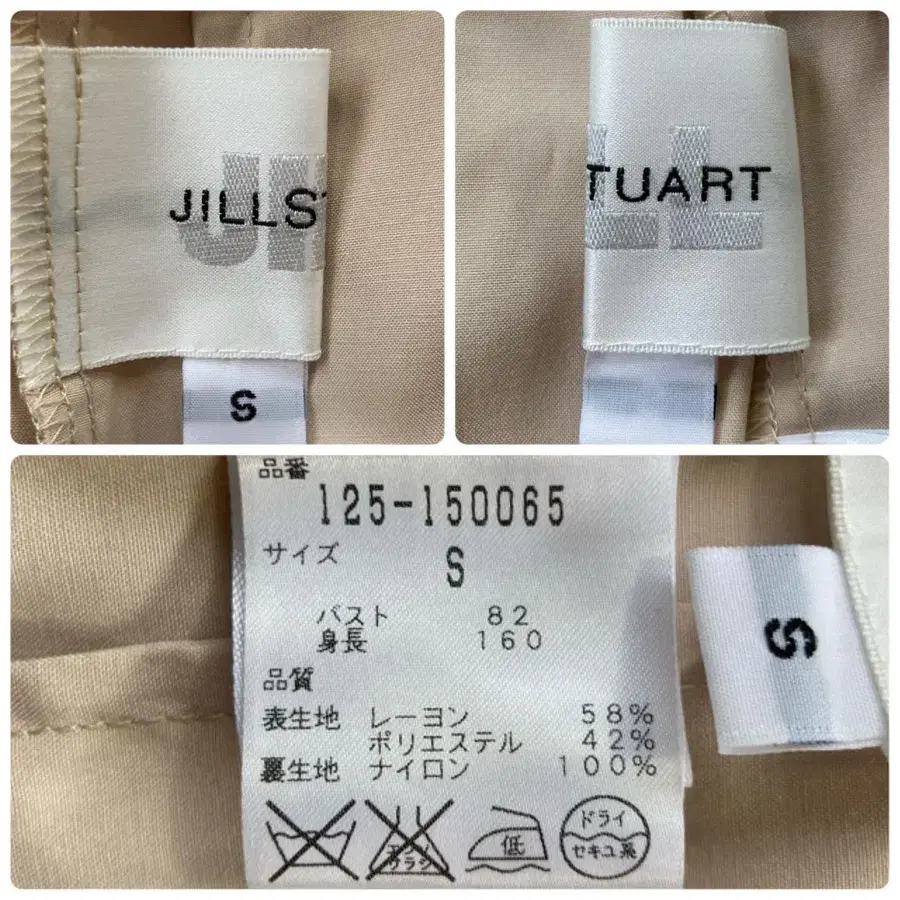 JILLST
S
TUART
品番
125-150065
サイズ
S
バスト 82
身長 160
品質
表生地 レーヨン 58%
ポリエステル 42%
裏生地 ナイロン 100%
低
ドライ
セキユ系
S